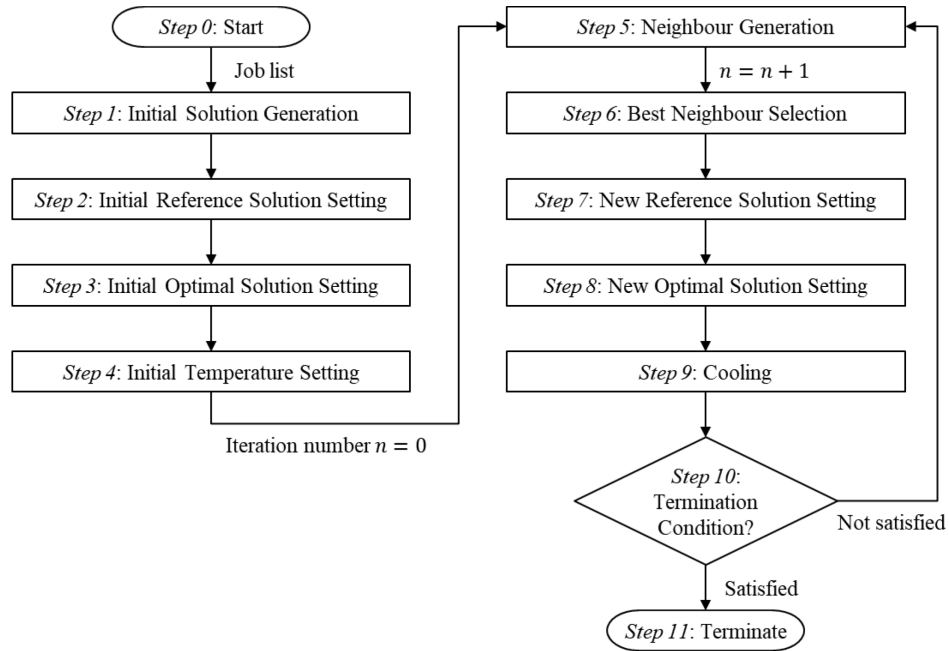 Step 0: Start
Job list
Step 1: Initial Solution Generation
Step 2: Initial Reference Solution Setting
Step 3: Initial Optimal Solution Setting
Step 4: Initial Temperature Setting
Iteration number n = 0
Step 5: Neighbour Generation
n = n + 1
Step 6: Best Neighbour Selection
Step 7: New Reference Solution Setting
Step 8: New Optimal Solution Setting
Step 9: Cooling
Step 10:
Termination
Condition?
Not satisfied
Satisfied
Step 11: Terminate